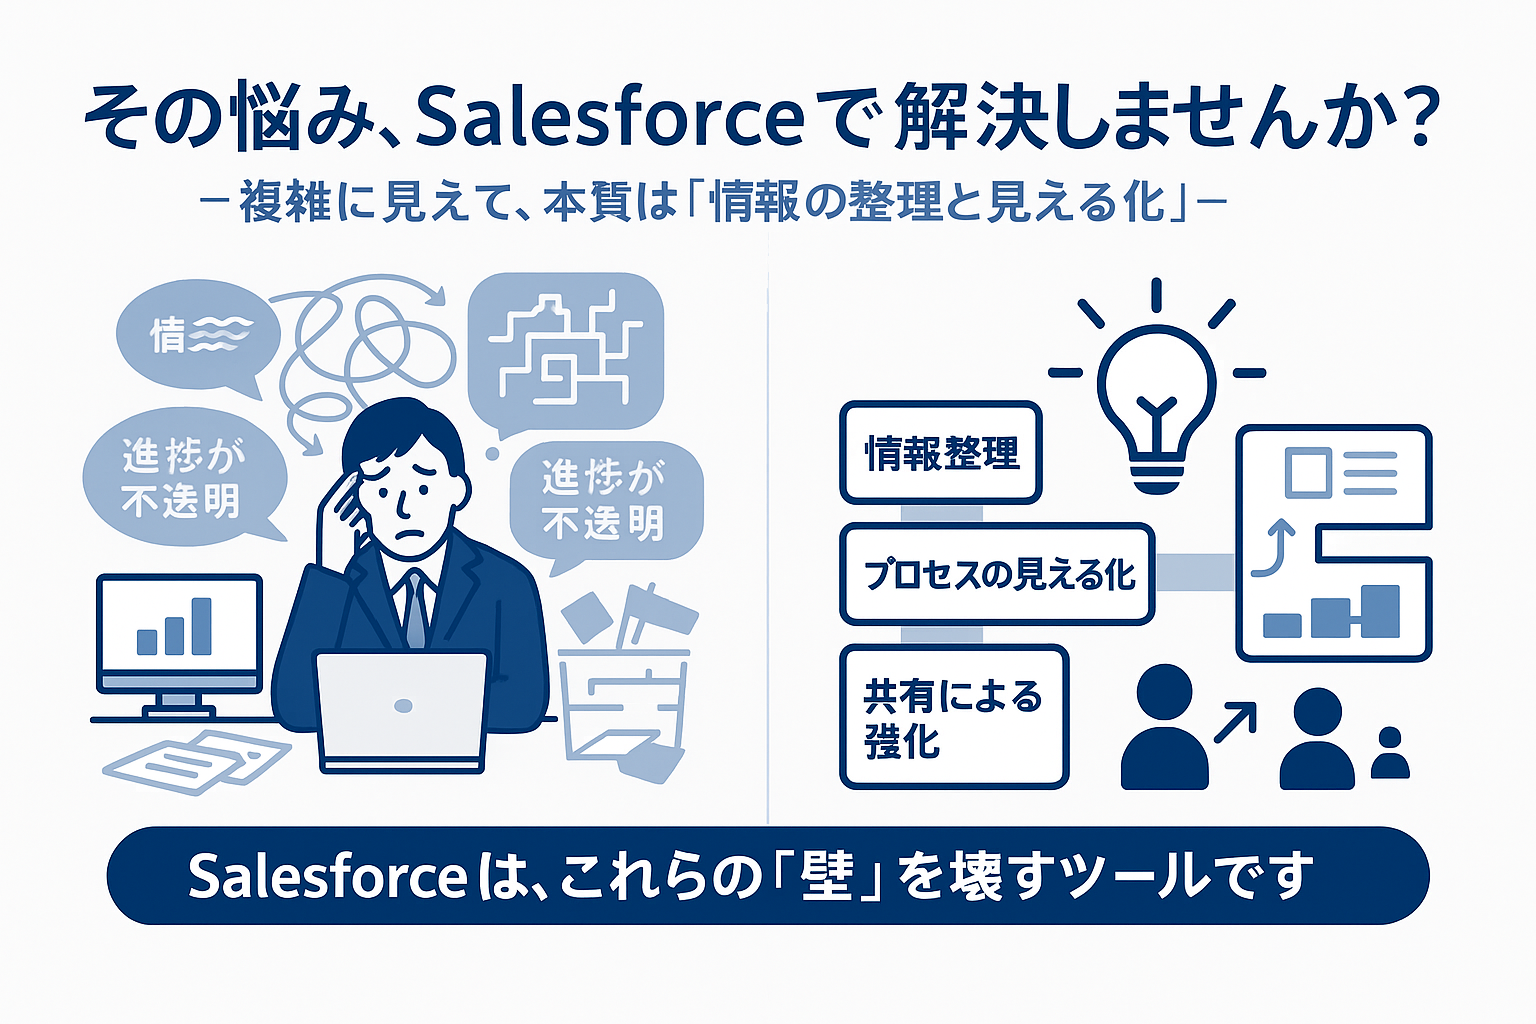 その悩み、Salesforceで解決しませんか?
－複雑に見えて、本質は「情報の整理と見える化」－
情
進捗が
不透明
進捗が
不透明
情報整理
プロセスの見える化
共有による
強化
Salesforceは、これらの「壁」を壊すツールです